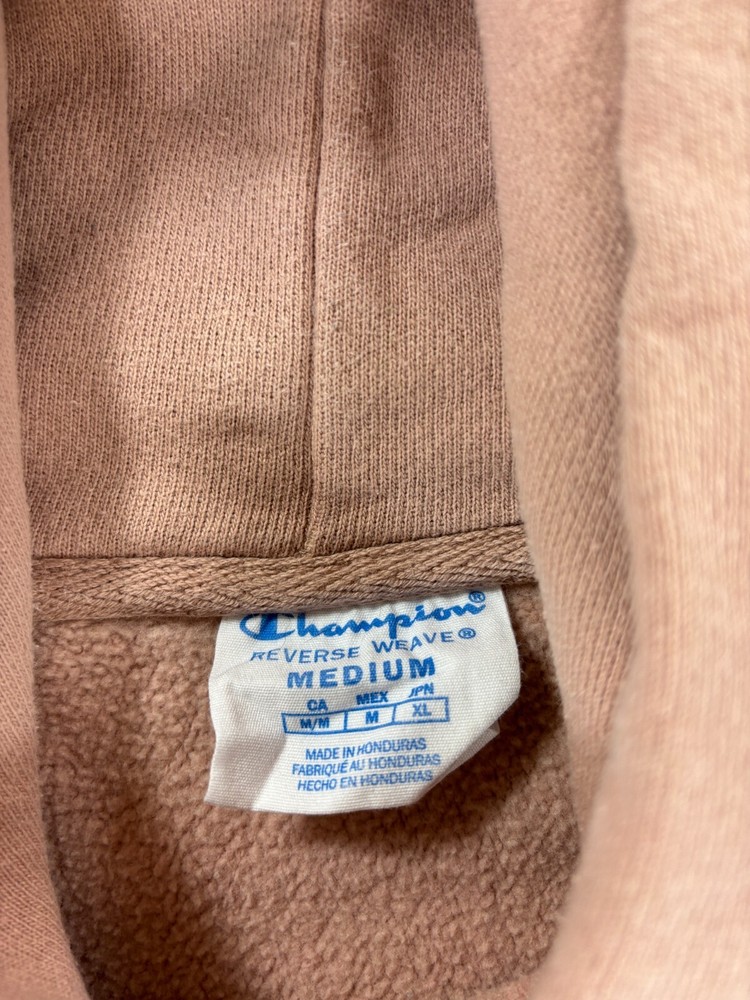 Champion®
REVERSE WEAVE®
MEDIUM
CA MEX JPN
M/M M XL
MADE IN HONDURAS
FABRIQUÉ AU HONDURAS
HECHO EN HONDURAS